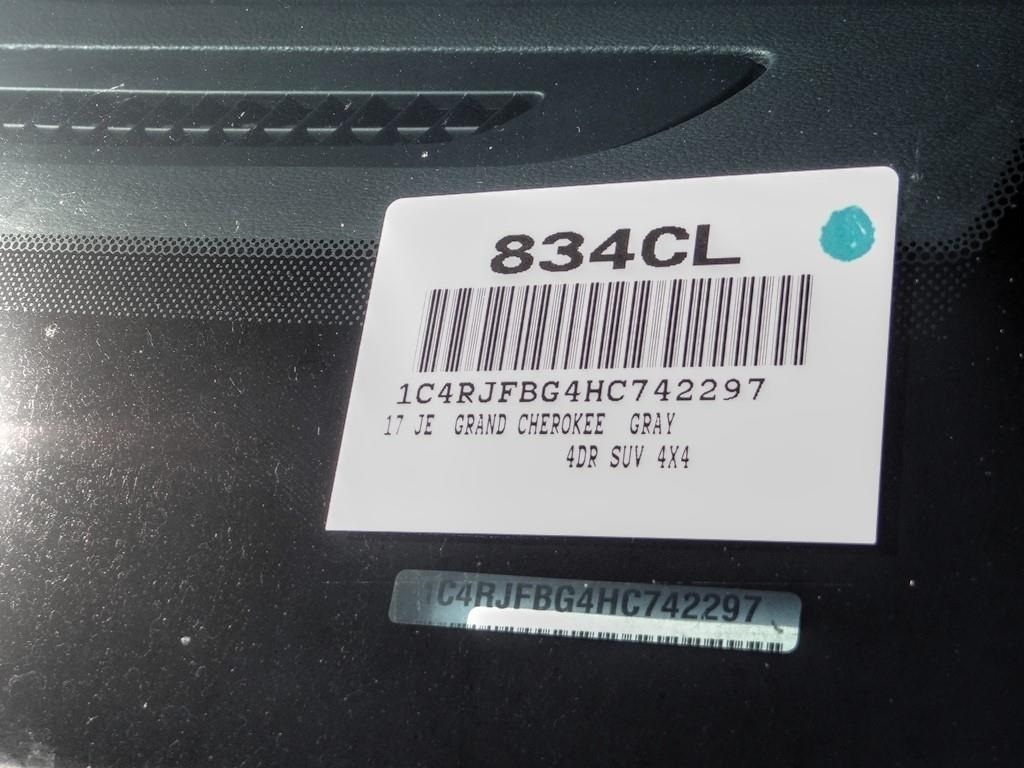 834CL
1C4RJFBG4HC742297
17 JE GRAND CHEROKEE GRAY
4DR SUV 4X4
1C4RJFBG4HC742297